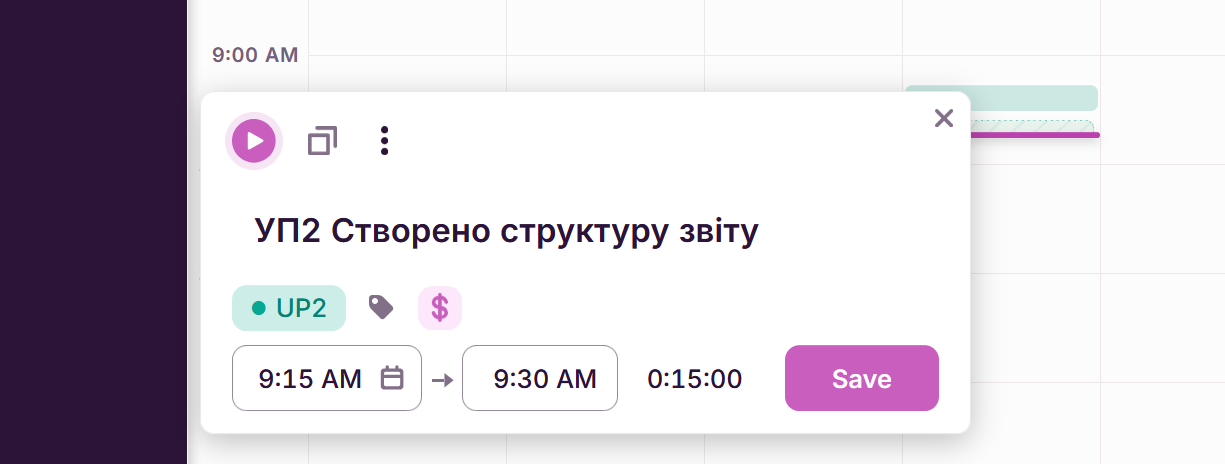 9:00 AM
УП2 Створено структуру звіту
UP2
$
9:15 AM → 9:30 AM 0:15:00 Save